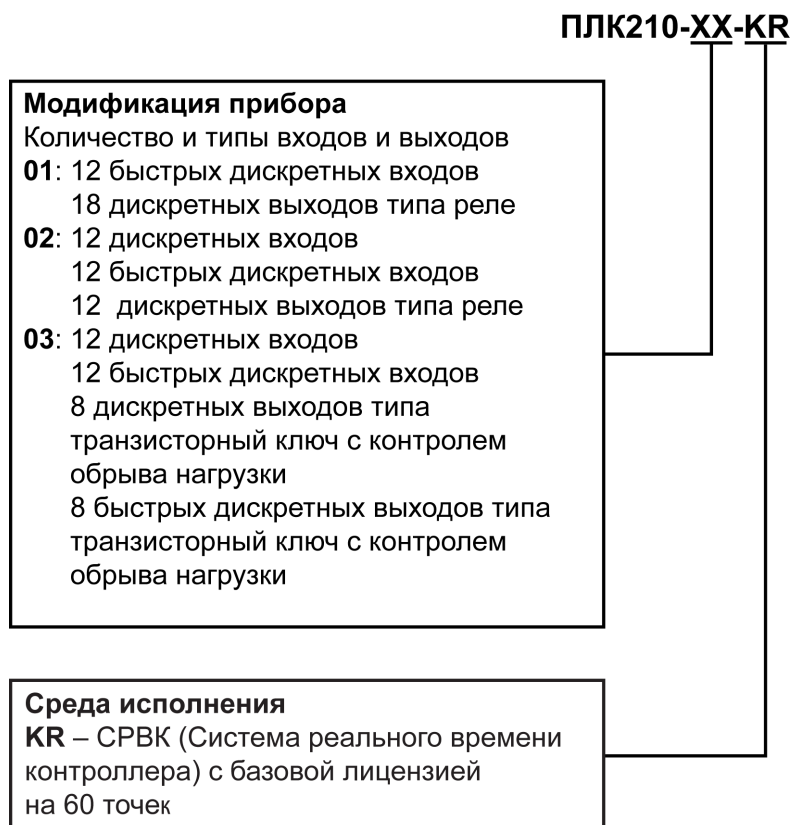 ПЛК210-XX-KR
Модификация прибора
Количество и типы входов и выходов
01: 12 быстрых дискретных входов
18 дискретных выходов типа реле
02: 12 дискретных входов
12 быстрых дискретных входов
12 дискретных выходов типа реле
03: 12 дискретных входов
12 быстрых дискретных входов
8 дискретных выходов типа
транзисторный ключ с контролем
обрыва нагрузки
8 быстрых дискретных выходов типа
транзисторный ключ с контролем
обрыва нагрузки
Среда исполнения
KR – СРВК (Система реального времени
контроллера) с базовой лицензией
на 60 точек